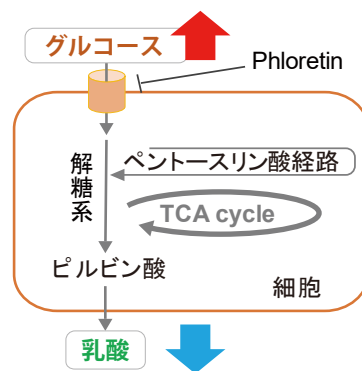 グルコース
Phloretin
解糖系
ペントースリン酸経路
TCA cycle
ピルビン酸
細胞
乳酸